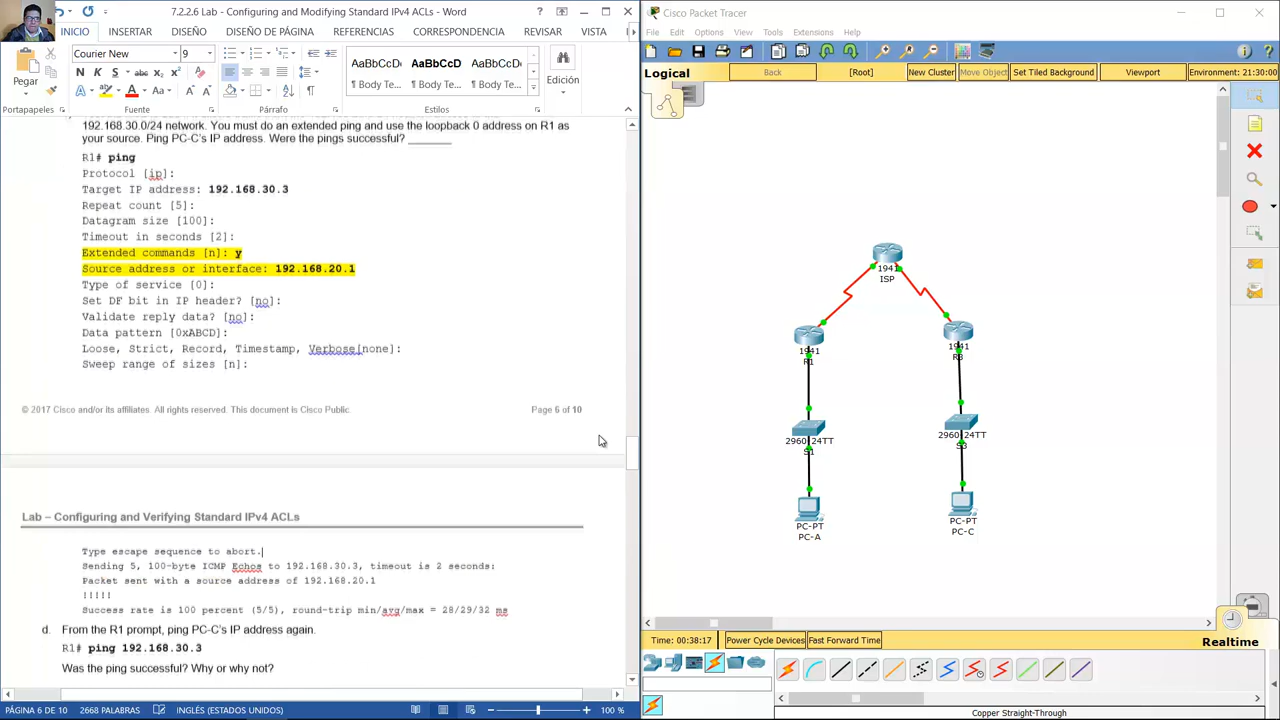 7.2.2.6 Lab - Configuring and Modifying Standard IPv4 ACLs - Word
INICIO INSERTAR DISEÑO DISEÑO DE PÁGINA REFERENCIAS CORRESPONDENCIA REVISAR VISTA
Courier New 9
Pegar
AaBbCcD AaBbCcD AaBbCcD
¶ Body Te... ¶ Body Te... ¶ Body Te...
Edición
Portapapeles Fuente Párrafo Estilos
192.168.30.0/24 network. You must do an extended ping and use the loopback 0 address on R1 as
your source. Ping PC-C's IP address. Were the pings successful? _______
R1# ping
Protocol [ip]:
Target IP address: 192.168.30.3
Repeat count [5]:
Datagram size [100]:
Timeout in seconds [2]:
Extended commands [n]: y
Source address or interface: 192.168.20.1
Type of service [0]:
Set DF bit in IP header? [no]:
Validate reply data? [no]:
Data pattern [0xABCD]:
Loose, Strict, Record, Timestamp, Verbose[none]:
Sweep range of sizes [n]:
© 2017 Cisco and/or its affiliates. All rights reserved. This document is Cisco Public. Page 6 of 10
Lab – Configuring and Verifying Standard IPv4 ACLs
Type escape sequence to abort.
Sending 5, 100-byte ICMP Echos to 192.168.30.3, timeout is 2 seconds:
Packet sent with a source address of 192.168.20.1
!!!!!
Success rate is 100 percent (5/5), round-trip min/avg/max = 28/29/32 ms
d. From the R1 prompt, ping PC-C's IP address again.
R1# ping 192.168.30.3
Was the ping successful? Why or why not?
PÁGINA 6 DE 10 2668 PALABRAS INGLÉS (ESTADOS UNIDOS) 100 %
Cisco Packet Tracer
File Edit Options View Tools Extensions Help
Logical Back [Root] New Cluster Move Object Set Tiled Background Viewport Environment: 21:30:00
1941
ISP
1941
R1
1941
R3
2960-24TT
S1
2960-24TT
S3
PC-PT
PC-A
PC-PT
PC-C
Time: 00:38:17 Power Cycle Devices Fast Forward Time Realtime
Copper Straight-Through